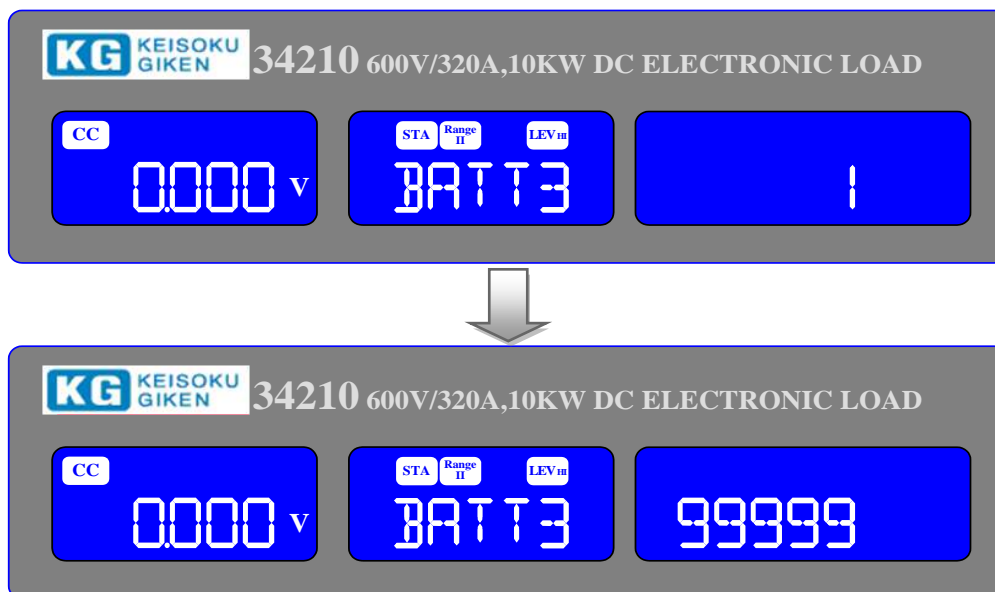 KG KEISOKU GIKEN 34210 600V/320A,10KW DC ELECTRONIC LOAD
CC STA Range II LEV HI
0.000 V BATT3 1
KG KEISOKU GIKEN 34210 600V/320A,10KW DC ELECTRONIC LOAD
CC STA Range II LEV HI
0.000 V BATT3 99999